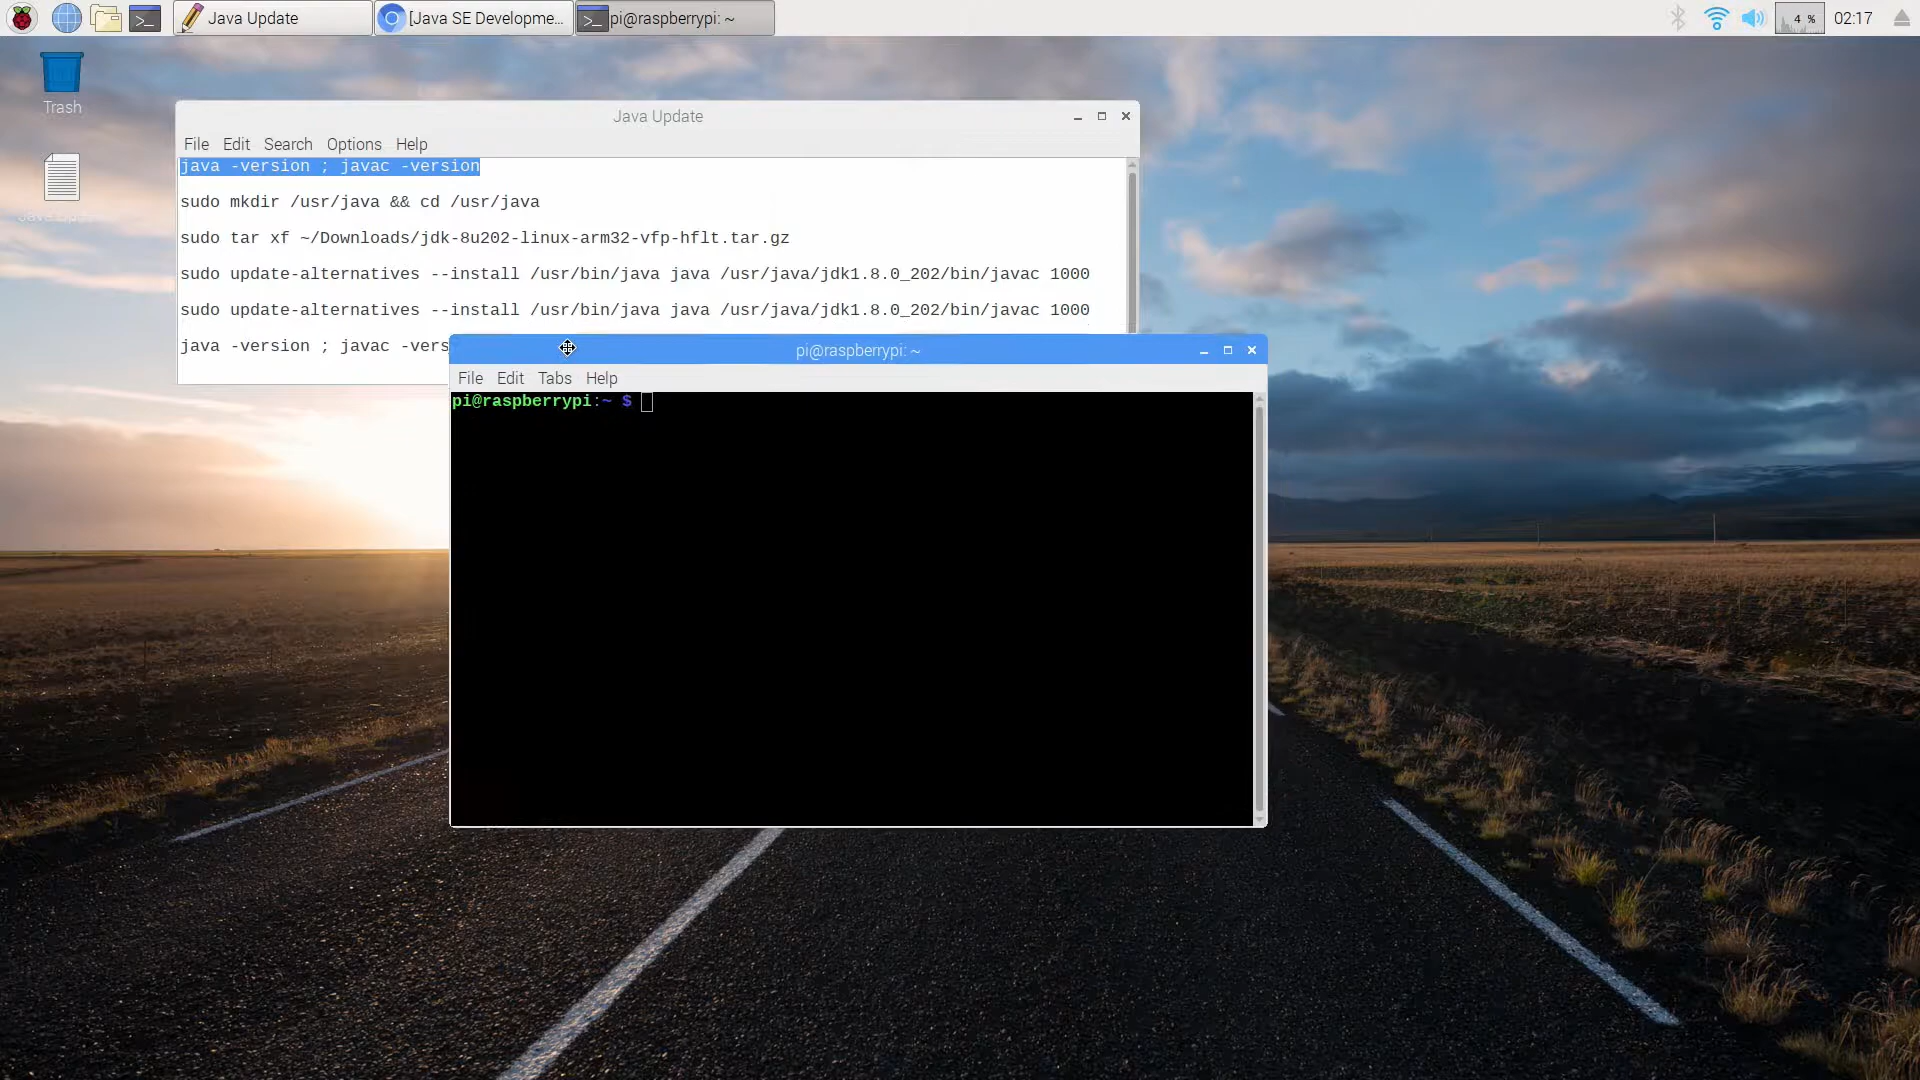 Java Update
[Java SE Developme...
pi@raspberrypi: ~
4 %
02:17
Trash
Java Update
File Edit Search Options Help
java -version ; javac -version
sudo mkdir /usr/java && cd /usr/java
sudo tar xf ~/Downloads/jdk-8u202-linux-arm32-vfp-hflt.tar.gz
sudo update-alternatives --install /usr/bin/java java /usr/java/jdk1.8.0_202/bin/javac 1000
sudo update-alternatives --install /usr/bin/java java /usr/java/jdk1.8.0_202/bin/javac 1000
java -version ; javac -vers
pi@raspberrypi: ~
File Edit Tabs Help
pi@raspberrypi:~ $